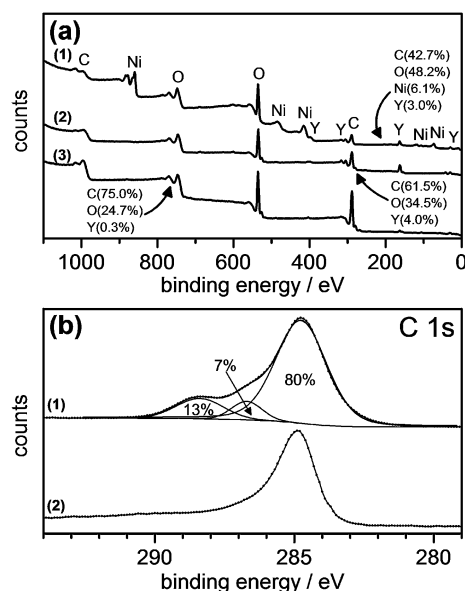 (a)
(1) C Ni O O Ni Ni Y Y C Y Ni Ni Y
C(42.7%)
O(48.2%)
Ni(6.1%)
Y(3.0%)
(2)
(3)
C(75.0%)
O(24.7%)
Y(0.3%)
C(61.5%)
O(34.5%)
Y(4.0%)
counts
1000 800 600 400 200 0
binding energy / eV
(b)
C 1s
7%
80%
13%
(1)
(2)
counts
290 285 280
binding energy / eV